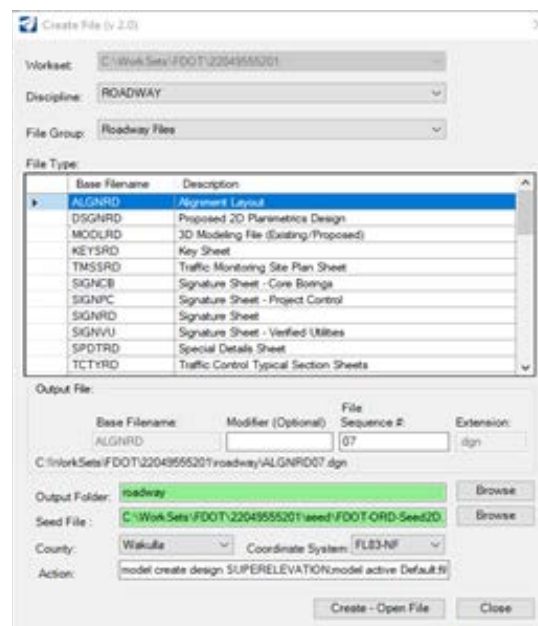 Create File (v 2.0)
Workset: C:\WorkSets\FDOT\22049555201
Discipline: ROADWAY
File Group: Roadway Files
File Type:
Base Filename Description
ALGNRD Alignment Layout
DSGNRD Proposed 2D Planimetrics Design
MODLRD 3D Modeling File (Existing/Proposed)
KEYSRD Key Sheet
TMSSRD Traffic Monitoring Site Plan Sheet
SIGNCB Signature Sheet - Core Borings
SIGNPC Signature Sheet - Project Control
SIGNRD Signature Sheet
SIGNVU Signature Sheet - Verified Utilities
SPDTRD Special Details Sheet
TCTYRD Traffic Control Typical Section Sheets
Output File:
Base Filename: Modifier (Optional) File Sequence #: Extension:
ALGNRD 07 dgn
C:\WorkSets\FDOT\22049555201\roadway\ALGNRD07.dgn
Output Folder: roadway Browse
Seed File : C:\WorkSets\FDOT\22049555201\seed\FDOT-ORD-Seed2D. Browse
County: Wakulla Coordinate System: FL83-NF
Action: model create design SUPERELEVATION;model active Default;fil
Create - Open File Close